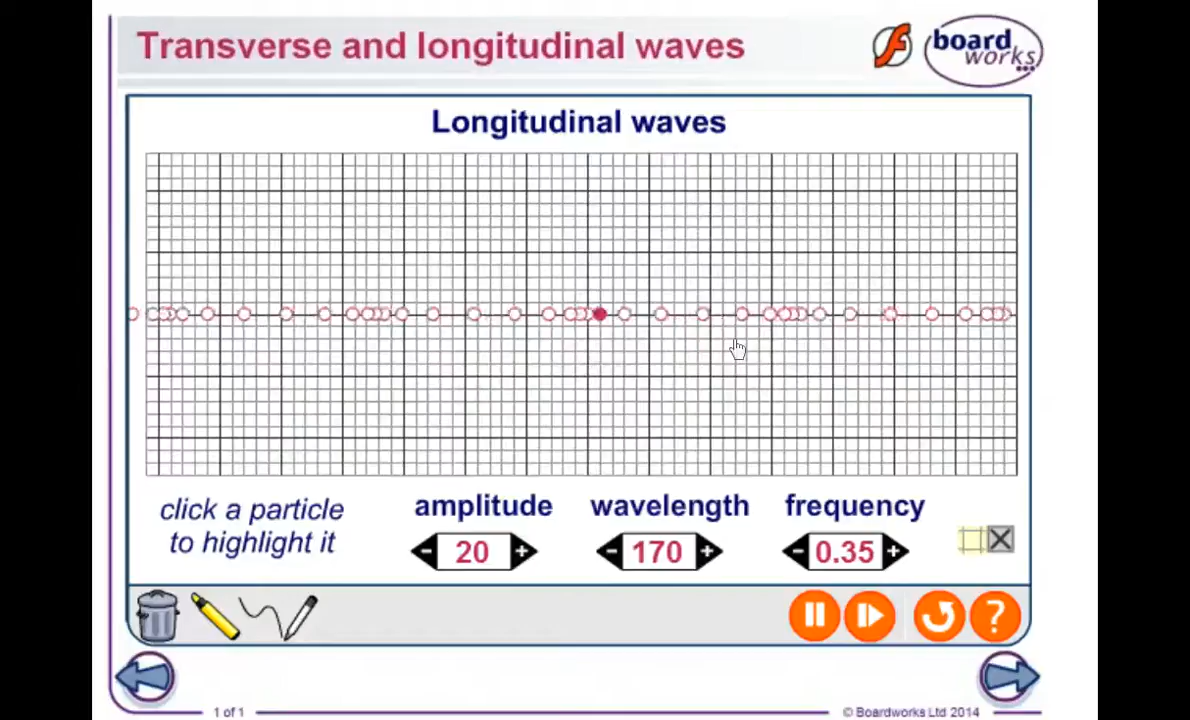 Transverse and longitudinal waves
board
works
Longitudinal waves
click a particle
to highlight it
amplitude
wavelength
frequency
- 20 +
- 170 +
- 0.35 +
?
1 of 1
© Boardworks Ltd 2014